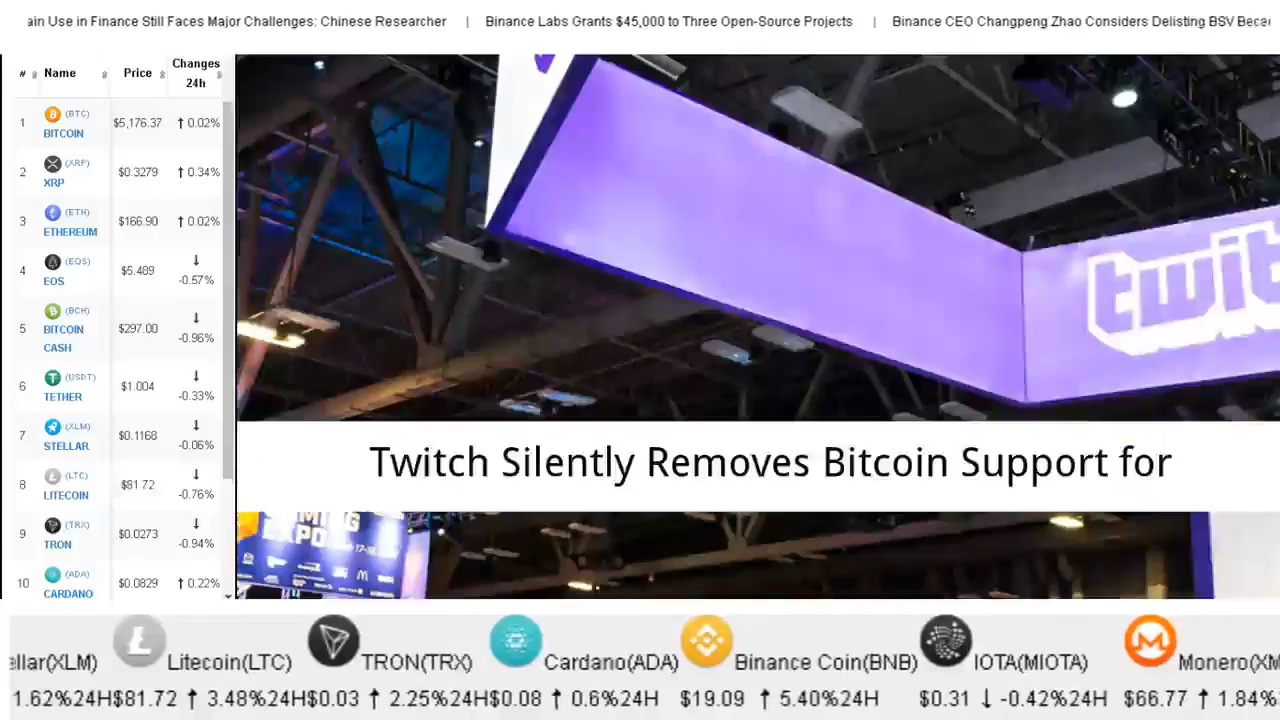 ain Use in Finance Still Faces Major Challenges: Chinese Researcher | Binance Labs Grants $45,000 to Three Open-Source Projects | Binance CEO Changpeng Zhao Considers Delisting BSV Beca
# Name Price Changes 24h
1 (BTC) BITCOIN $5,176.37 ↑ 0.02%
2 (XRP) XRP $0.3279 ↑ 0.34%
3 (ETH) ETHEREUM $166.90 ↑ 0.02%
4 (EOS) EOS $5.489 ↓ -0.57%
5 (BCH) BITCOIN CASH $297.00 ↓ -0.96%
6 (USDT) TETHER $1.004 ↓ -0.33%
7 (XLM) STELLAR $0.1168 ↓ -0.06%
8 (LTC) LITECOIN $81.72 ↓ -0.76%
9 (TRX) TRON $0.0273 ↓ -0.94%
10 (ADA) CARDANO $0.0829 ↑ 0.22%
twit
Twitch Silently Removes Bitcoin Support for
EXPO
17-18
ellar(XLM) Litecoin(LTC) TRON(TRX) Cardano(ADA) Binance Coin(BNB) IOTA(MIOTA) Monero(XM
1.62%24H $81.72 ↑ 3.48%24H $0.03 ↑ 2.25%24H $0.08 ↑ 0.6%24H $19.09 ↑ 5.40%24H $0.31 ↓ -0.42%24H $66.77 ↑ 1.84%